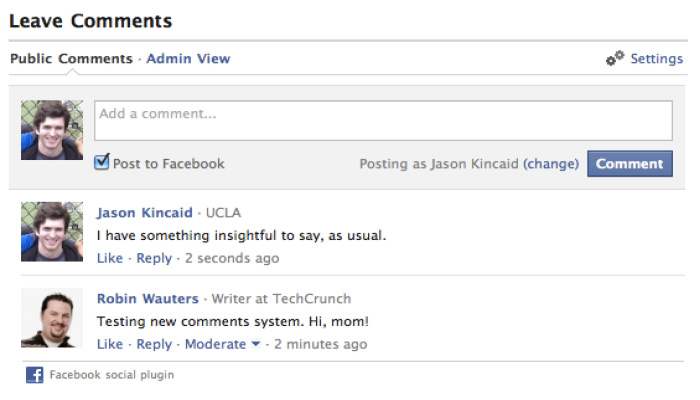 Leave Comments
Public Comments · Admin View Settings
Add a comment...
Post to Facebook Posting as Jason Kincaid (change) Comment
Jason Kincaid · UCLA
I have something insightful to say, as usual.
Like · Reply · 2 seconds ago
Robin Wauters · Writer at TechCrunch
Testing new comments system. Hi, mom!
Like · Reply · Moderate · 2 minutes ago
f Facebook social plugin